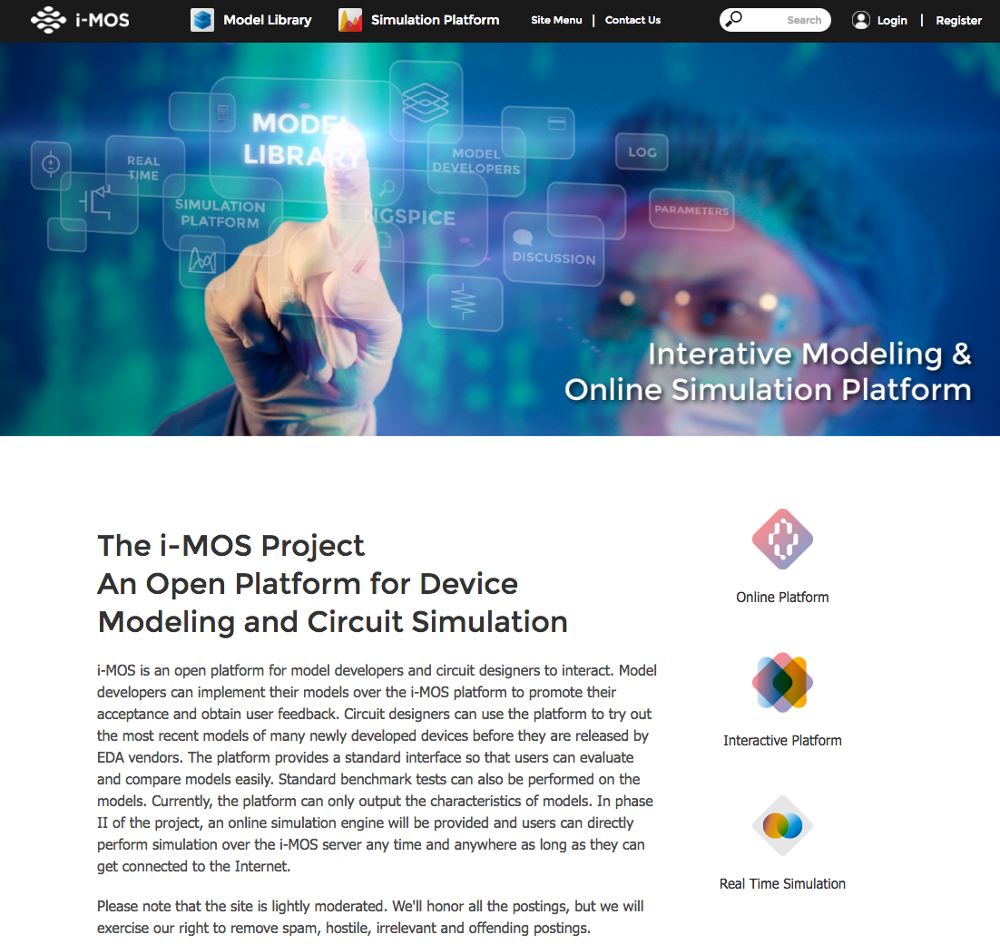 i-MOS
Model Library
Simulation Platform
Site Menu | Contact Us
Search
Login | Register
MODEL
LIBRARY
REAL
TIME
SIMULATION
PLATFORM
MODEL
DEVELOPERS
NGSPICE
DISCUSSION
LOG
PARAMETERS
Interative Modeling &
Online Simulation Platform
The i-MOS Project
An Open Platform for Device
Modeling and Circuit Simulation
i-MOS is an open platform for model developers and circuit designers to interact. Model
developers can implement their models over the i-MOS platform to promote their
acceptance and obtain user feedback. Circuit designers can use the platform to try out
the most recent models of many newly developed devices before they are released by
EDA vendors. The platform provides a standard interface so that users can evaluate
and compare models easily. Standard benchmark tests can also be performed on the
models. Currently, the platform can only output the characteristics of models. In phase
II of the project, an online simulation engine will be provided and users can directly
perform simulation over the i-MOS server any time and anywhere as long as they can
get connected to the Internet.
Please note that the site is lightly moderated. We'll honor all the postings, but we will
exercise our right to remove spam, hostile, irrelevant and offending postings.
Online Platform
Interactive Platform
Real Time Simulation